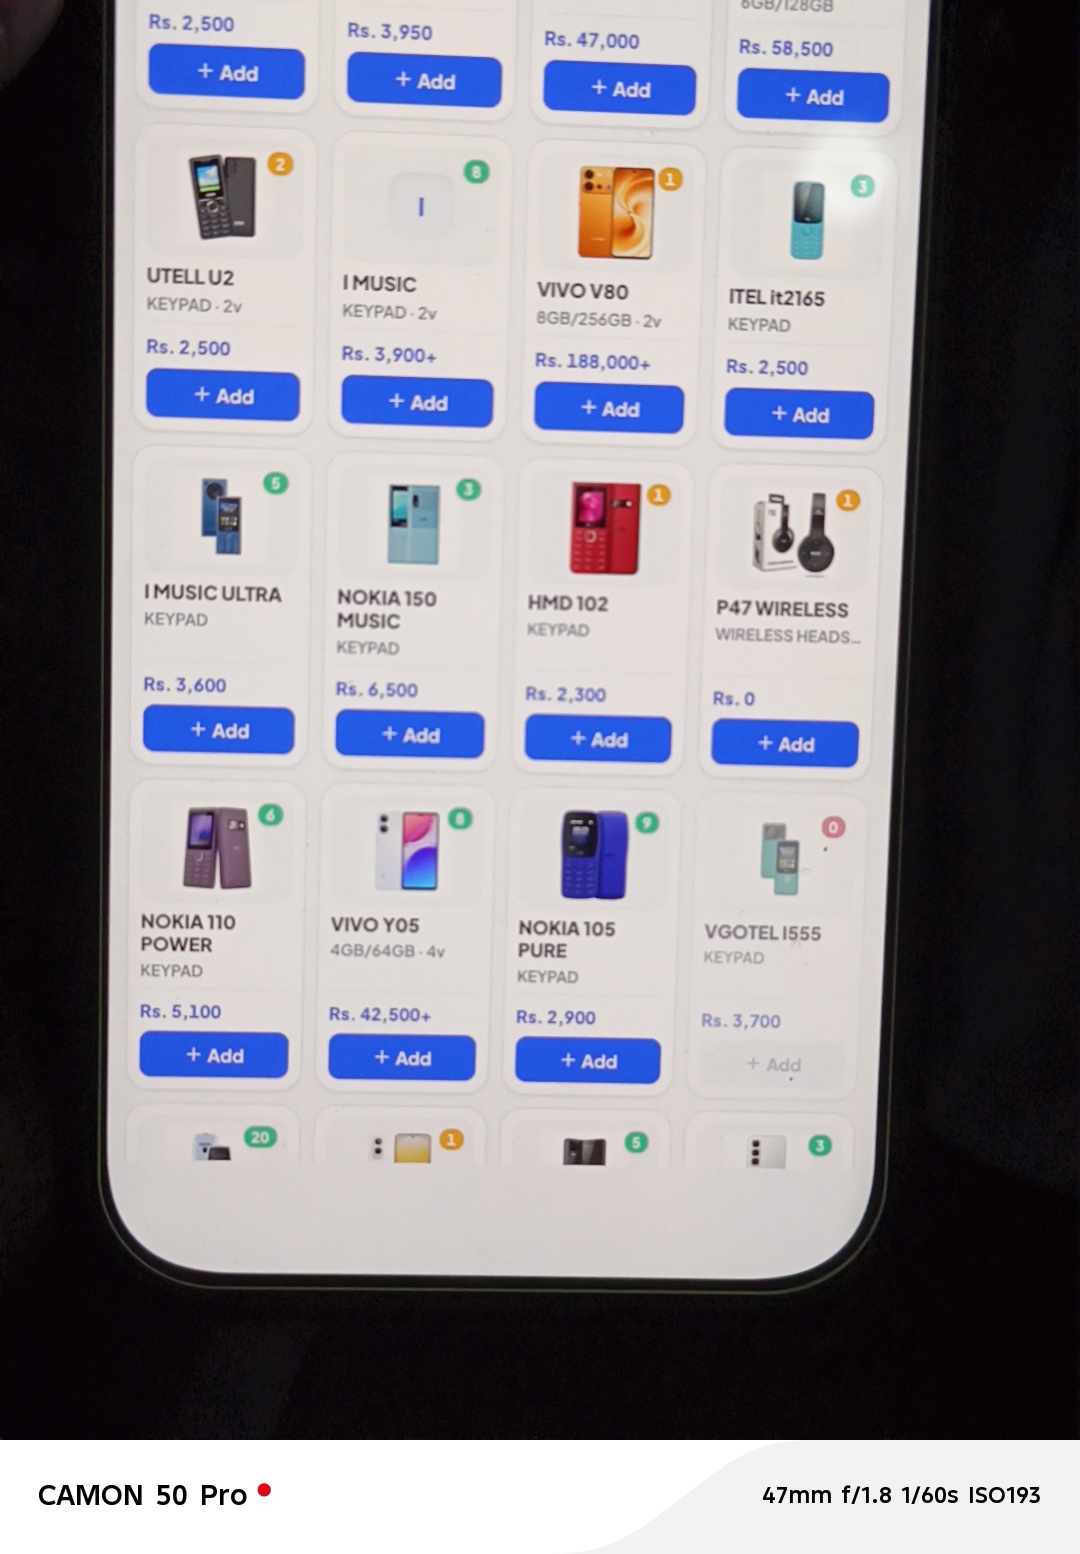 6GB/128GB
Rs. 2,500
Rs. 3,950
Rs. 47,000
Rs. 58,500
+ Add
+ Add
+ Add
+ Add
2
8
1
3
I
UTELL U2
I MUSIC
VIVO V80
ITEL it2165
KEYPAD · 2v
KEYPAD · 2v
8GB/256GB · 2v
KEYPAD
Rs. 2,500
Rs. 3,900+
Rs. 188,000+
Rs. 2,500
+ Add
+ Add
+ Add
+ Add
5
3
1
1
I MUSIC ULTRA
KEYPAD
NOKIA 150
MUSIC
KEYPAD
HMD 102
KEYPAD
P47 WIRELESS
WIRELESS HEADS...
Rs. 3,600
Rs. 6,500
Rs. 2,300
Rs. 0
+ Add
+ Add
+ Add
+ Add
6
8
9
0
NOKIA 110
POWER
KEYPAD
VIVO Y05
4GB/64GB · 4v
NOKIA 105
PURE
KEYPAD
VGOTEL I555
KEYPAD
Rs. 5,100
Rs. 42,500+
Rs. 2,900
Rs. 3,700
+ Add
+ Add
+ Add
+ Add
20
1
5
3
CAMON 50 Pro
47mm f/1.8 1/60s ISO193